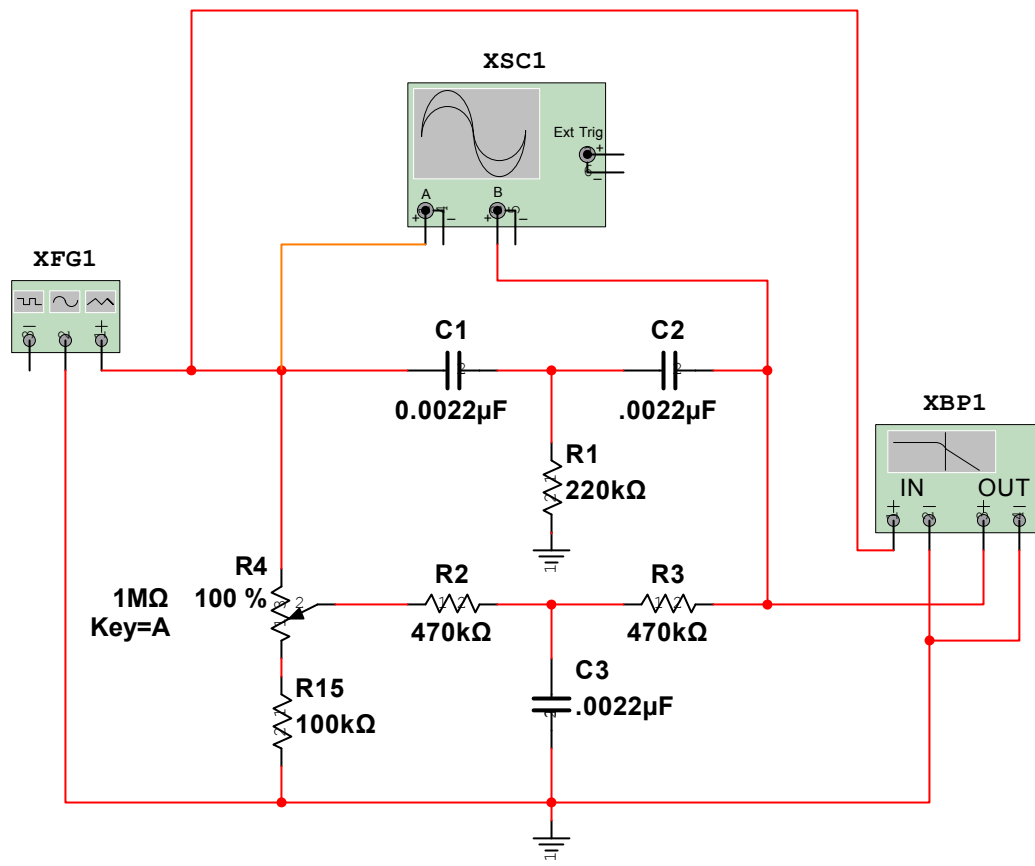 XSC1
Ext Trig
+
−
A
B
+ −
+ −
XFG1
− +
C1
C2
0.0022µF
.0022µF
XBP1
IN OUT
+ − + −
R1
220kΩ
R4
100 %
1MΩ
Key=A
R2
R3
470kΩ
470kΩ
C3
.0022µF
R15
100kΩ